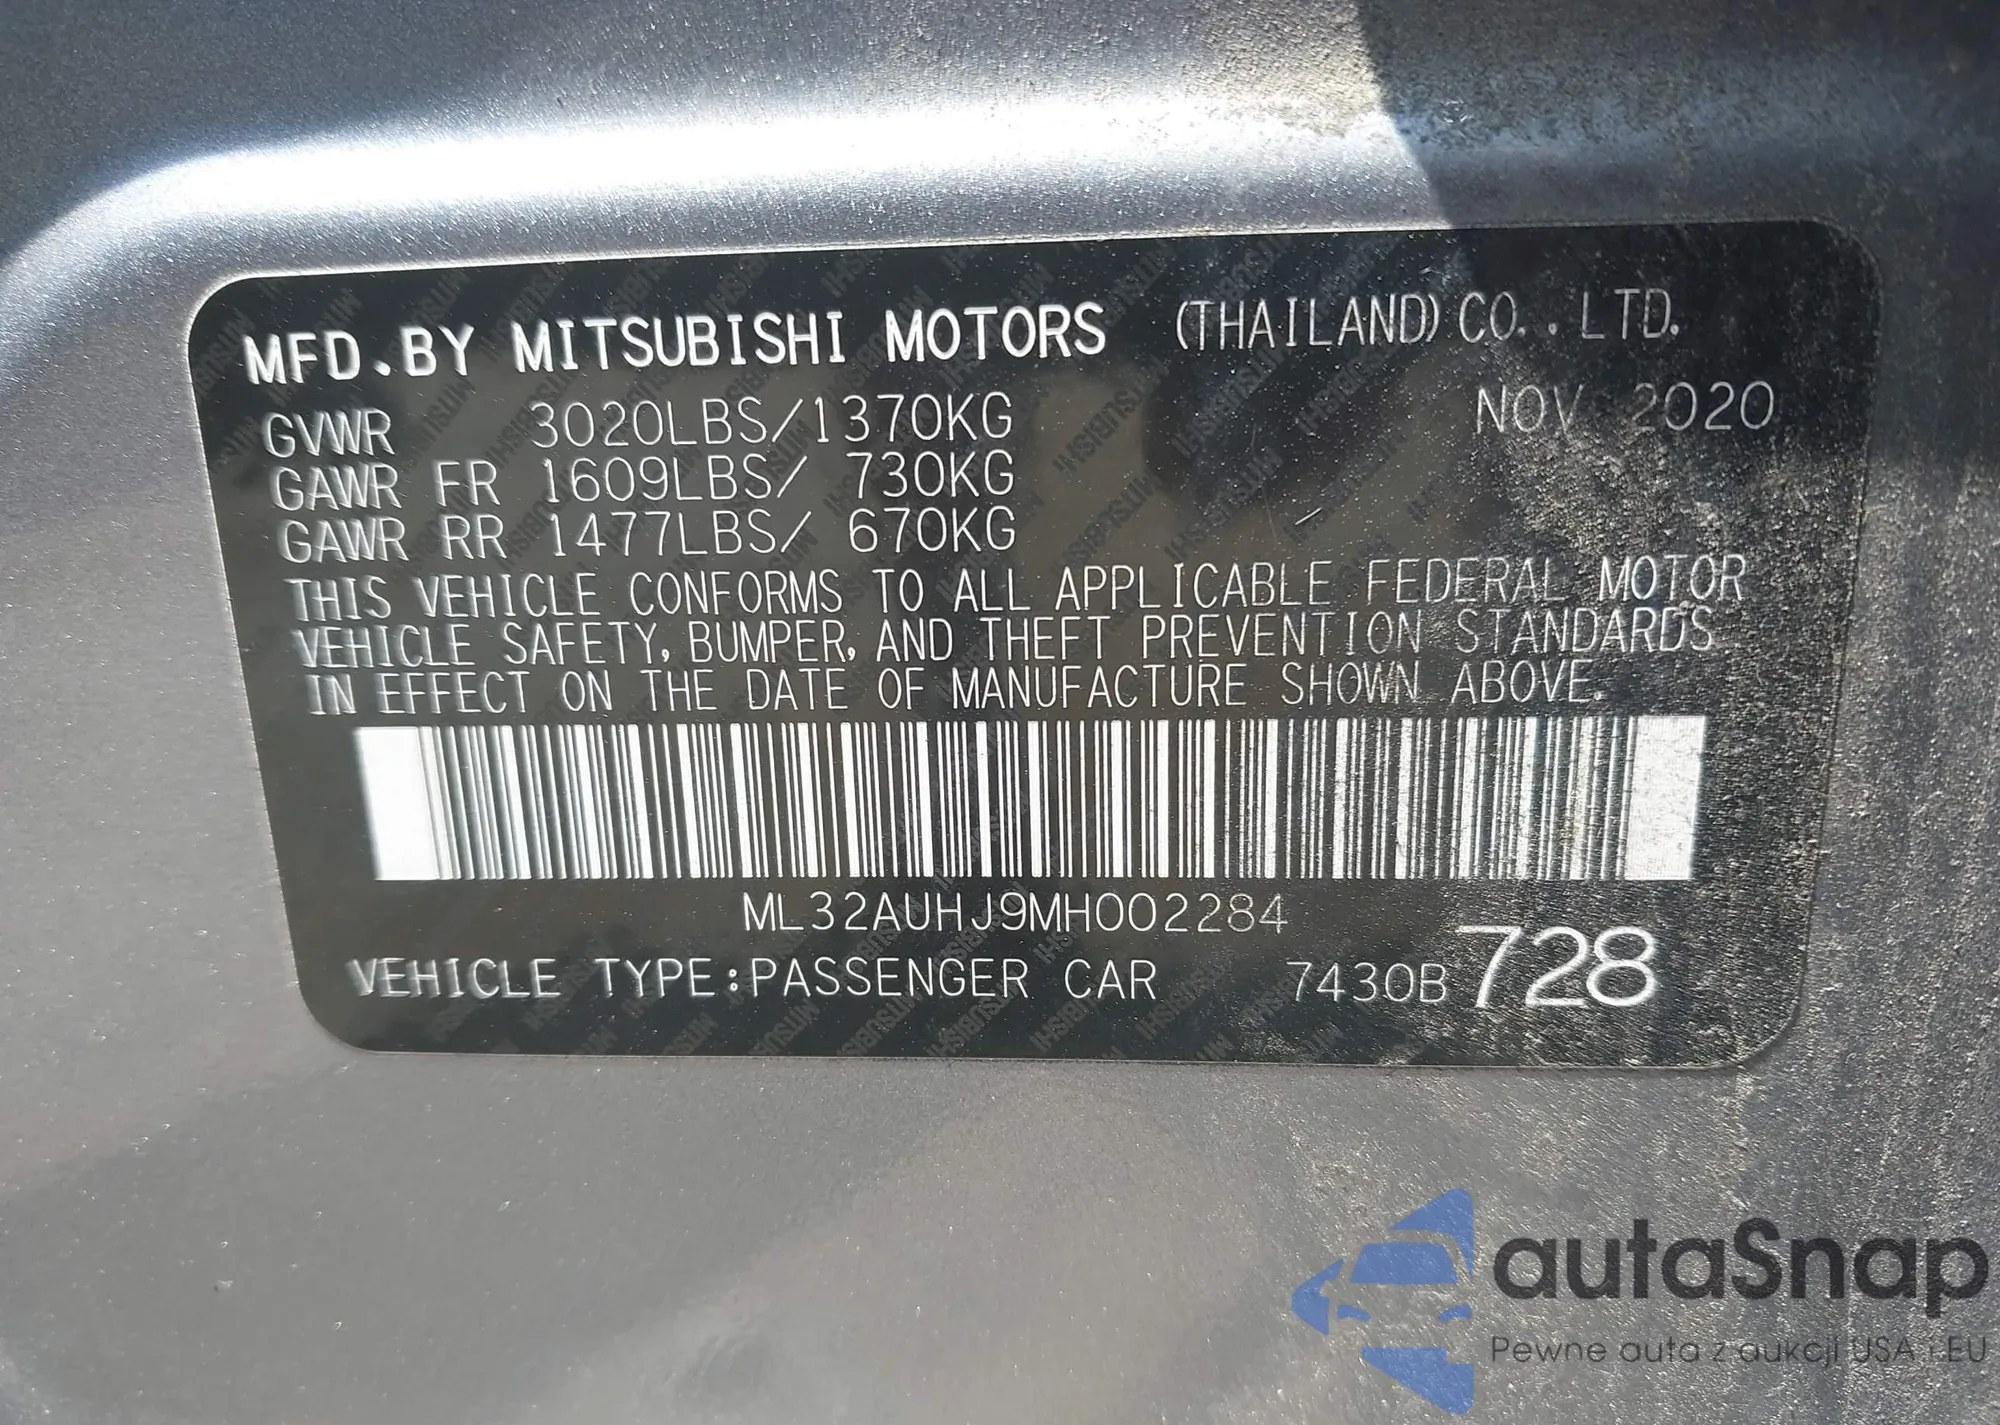 MFD.BY MITSUBISHI MOTORS (THAILAND) CO.,LTD.
GVWR 3020LBS/1370KG NOV 2020
GAWR FR 1609LBS/ 730KG
GAWR RR 1477LBS/ 670KG
THIS VEHICLE CONFORMS TO ALL APPLICABLE FEDERAL MOTOR
VEHICLE SAFETY, BUMPER, AND THEFT PREVENTION STANDARDS
IN EFFECT ON THE DATE OF MANUFACTURE SHOWN ABOVE.
ML32AUHJ9MH002284
VEHICLE TYPE:PASSENGER CAR 7430B 728
autaSnap
Pewne auta z aukcji USA i EU